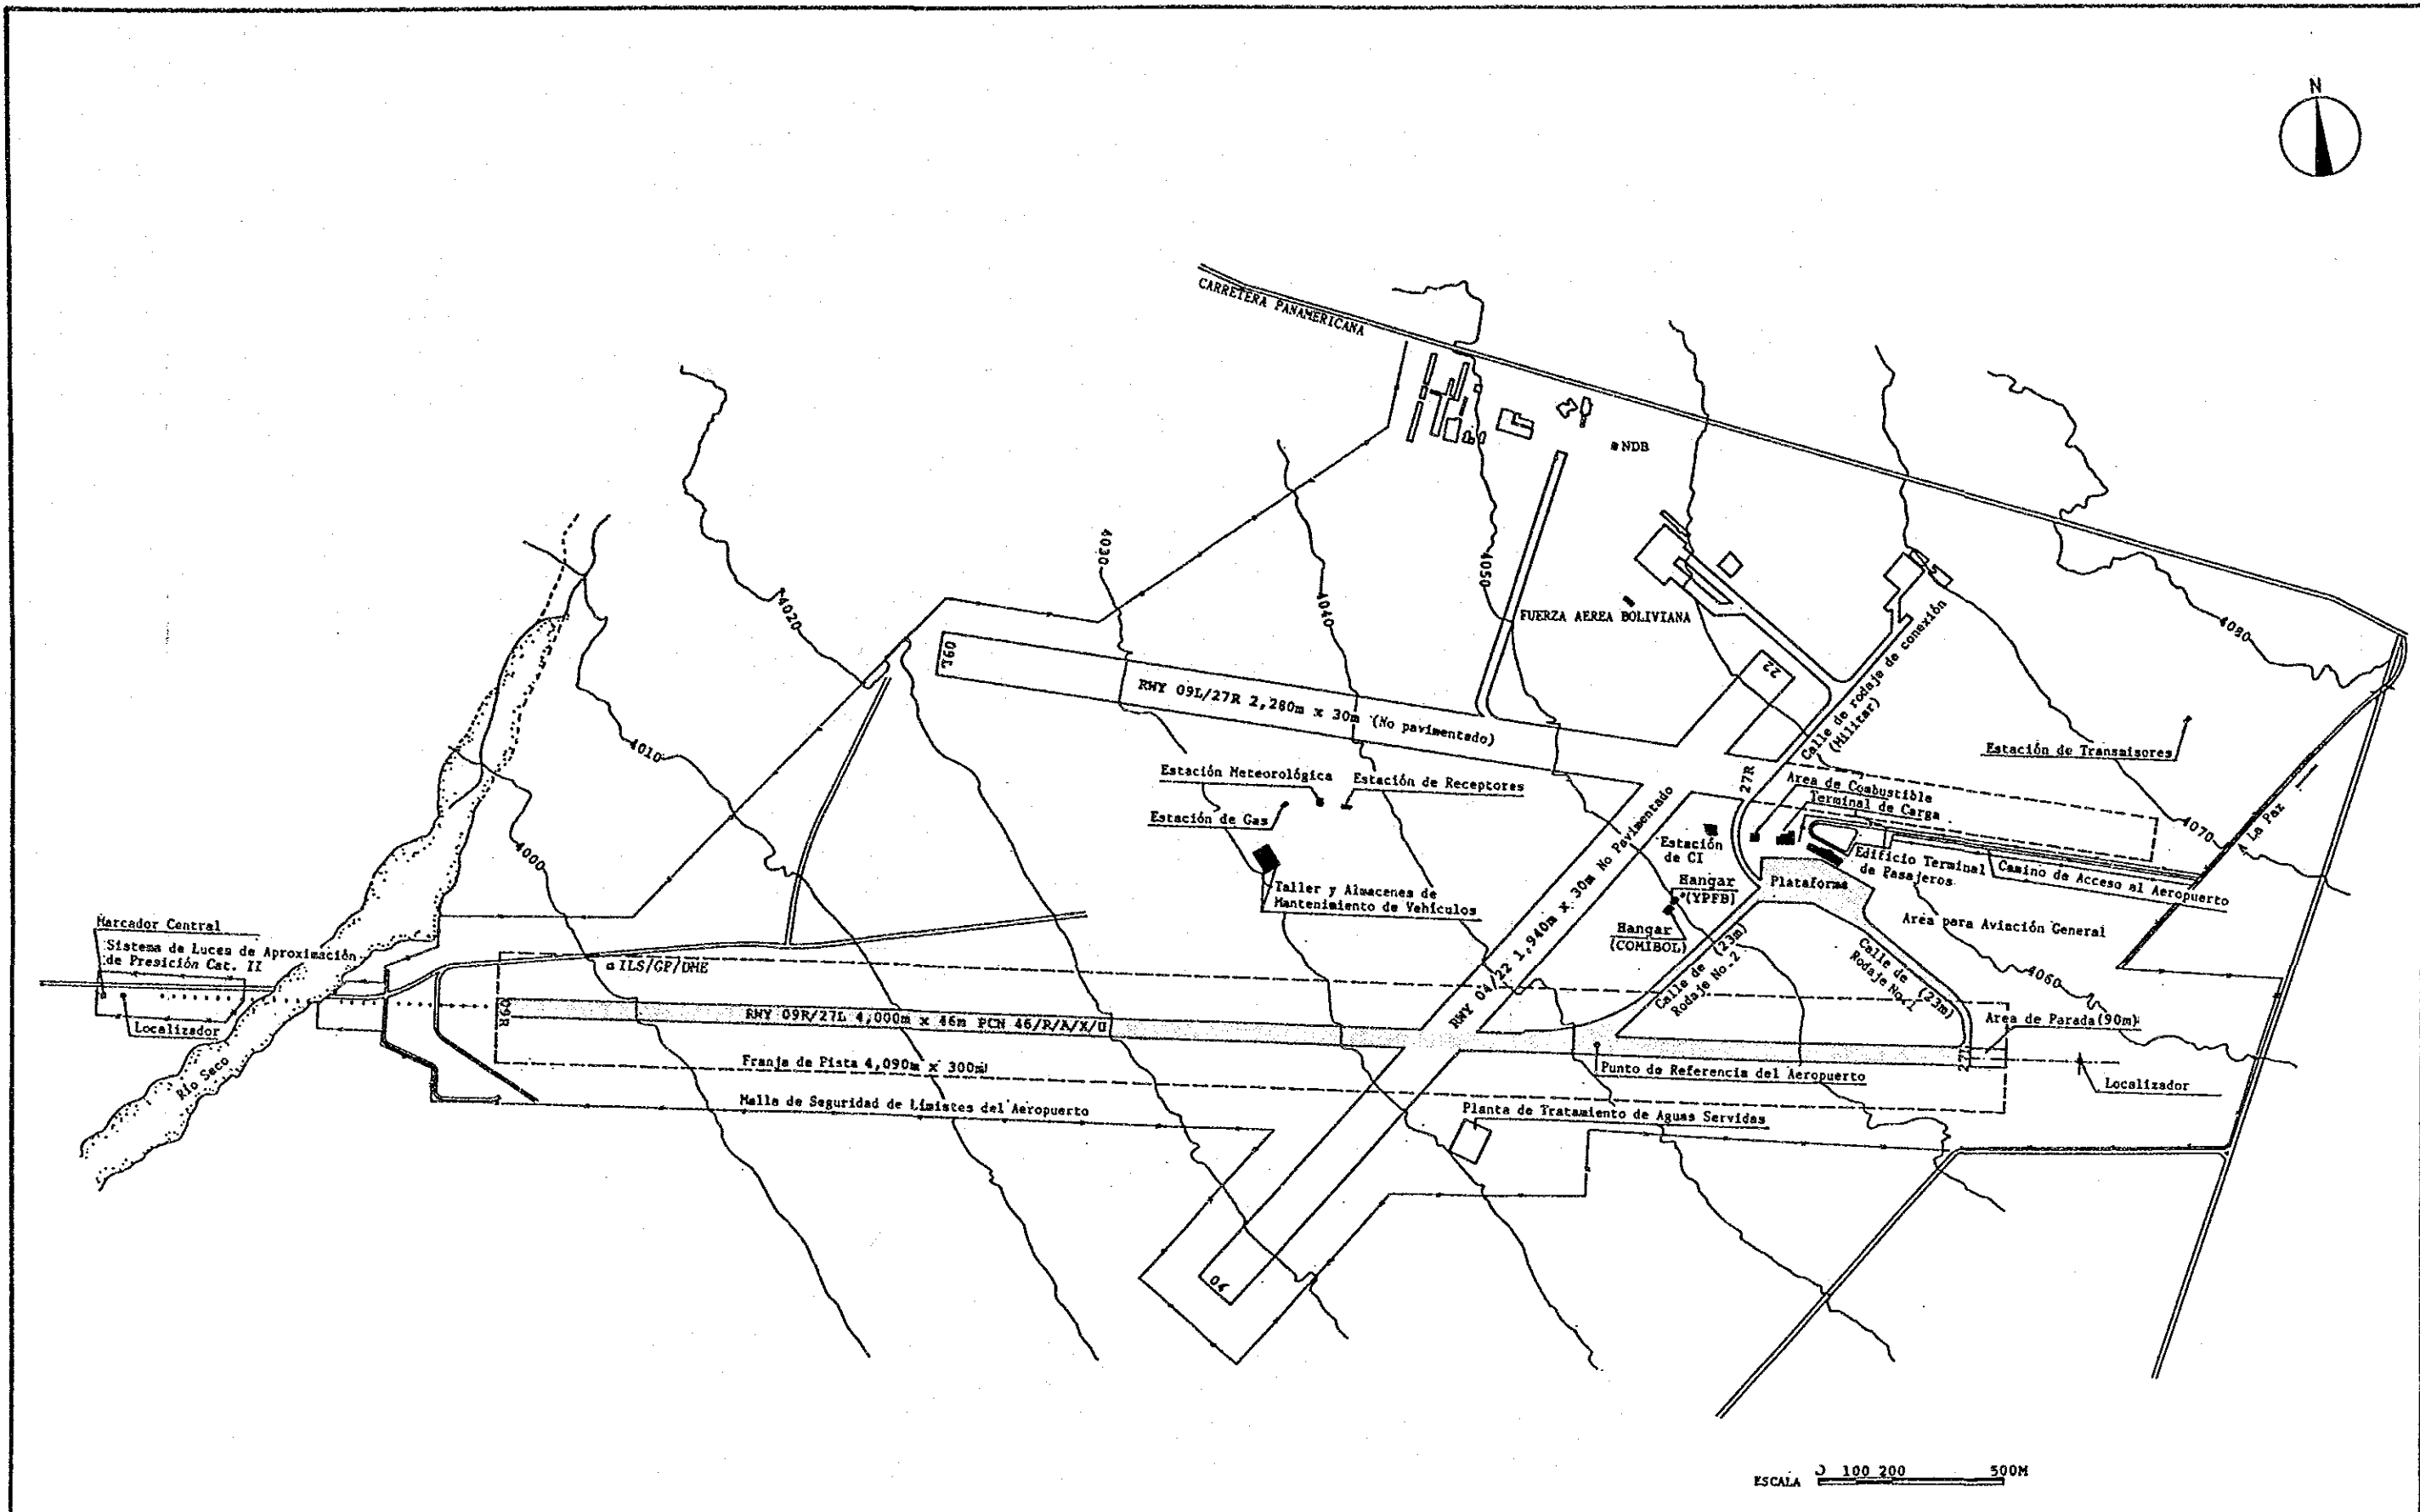 N
CARRETERA PANAMERICANA
NDB
4030
4050
4020
4040
FUERZA AEREA BOLIVIANA
4080
09L
22
RWY 09L/27R 2,280m x 30m (No pavimentado)
Calle de rodaje de conexión
(Militar)
4010
Estación de Transmisores
27R
Estación Meteorológica
Estación de Receptores
Area de Combustible
Terminal de Carga
Estación de Gas
4070
A La Paz
4000
Estación
de CI
Edificio Terminal
de Pasajeros
Camino de Acceso al Aeropuerto
Hangar
(YPFB)
Plataforma
Taller y Almacenes de
Mantenimiento de Vehículos
RWY 04/22 1,940m x 30m No Pavimentado
Marcador Central
Area para Aviación General
Hangar
(COMIBOL)
Sistema de Luces de Aproximación
de Presición Cat. II
ILS/GP/DME
Calle de (23m)
Rodaje No.2
Calle de (23m)
Rodaje No.1
4060
09R
RWY 09R/27L 4,000m x 46m PCN 46/R/A/X/U
Localizador
Area de Parada(90m)
27L
Río Seco
Franja de Pista 4,090m x 300m
Punto de Referencia del Aeropuerto
Localizador
Malla de Seguridad de Limistes del Aeropuerto
Planta de Tratamiento de Aguas Servidas
04
ESCALA 0 100 200 500M